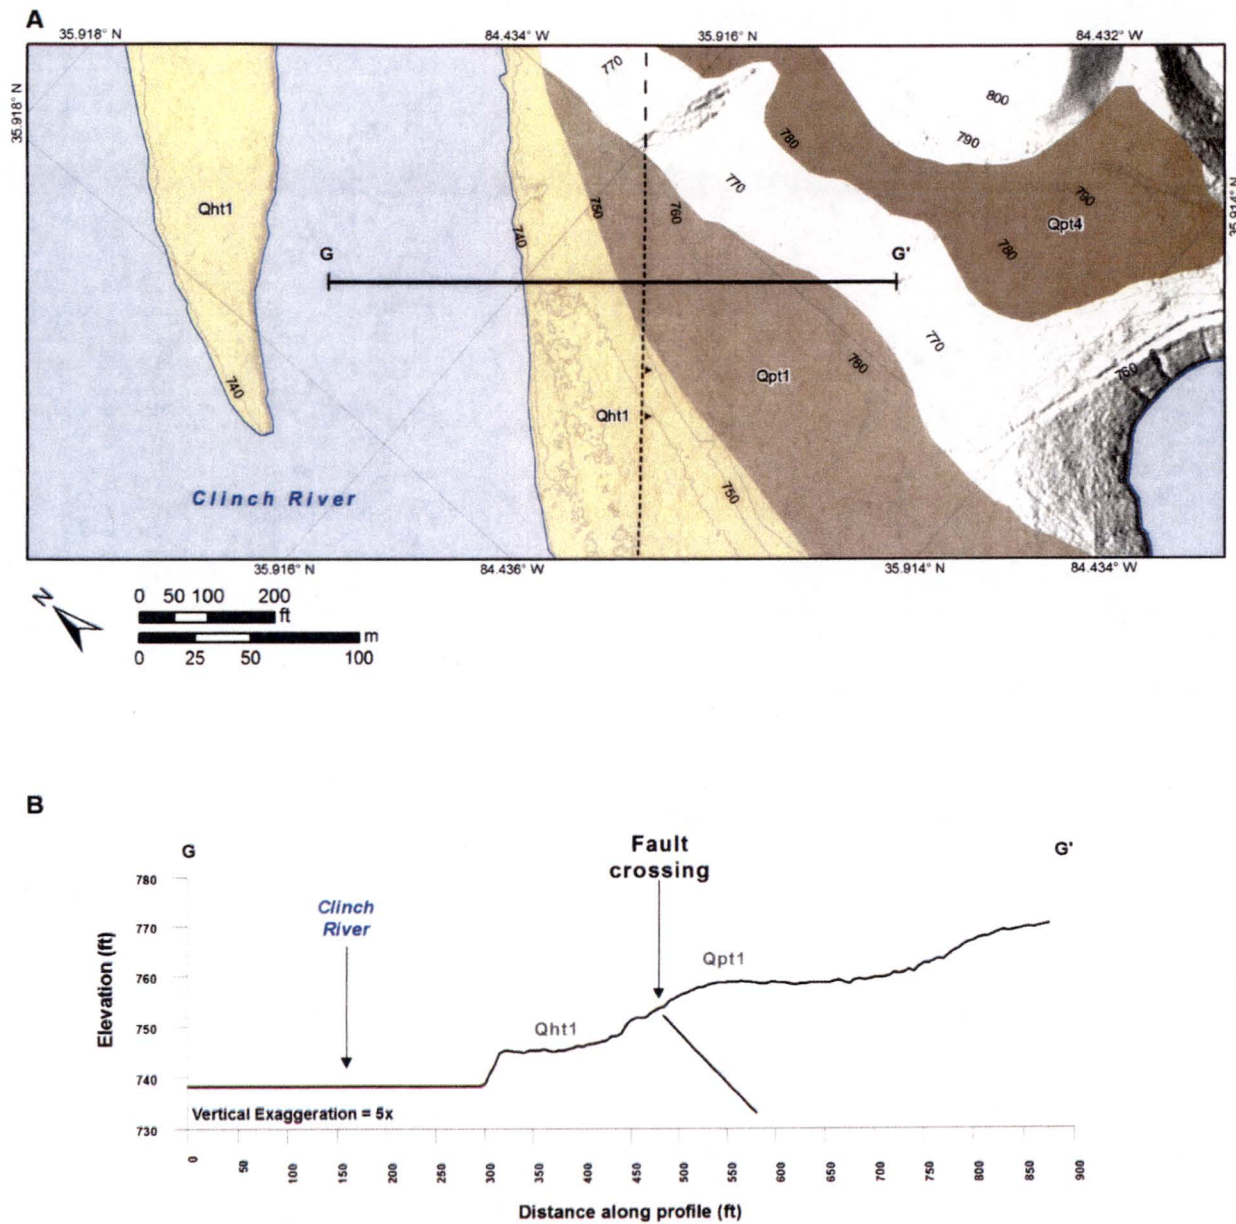 A
35.918° N
84.434° W
35.916° N
84.432° W
35.918° N
35.914° N
770
800
790
780
770
790
Qpt4
780
Qht1
750
760
740
G
G'
770
760
760
740
Qht1
Qpt1
750
Clinch River
35.916° N
84.436° W
35.914° N
84.434° W
N
0 50 100 200
ft
m
0 25 50 100
B
G
G'
Fault
crossing
780
770
760
750
740
730
Elevation (ft)
Clinch
River
Qpt1
Qht1
Vertical Exaggeration = 5x
0 50 100 150 200 250 300 350 400 450 500 550 600 650 700 750 800 850 900
Distance along profile (ft)